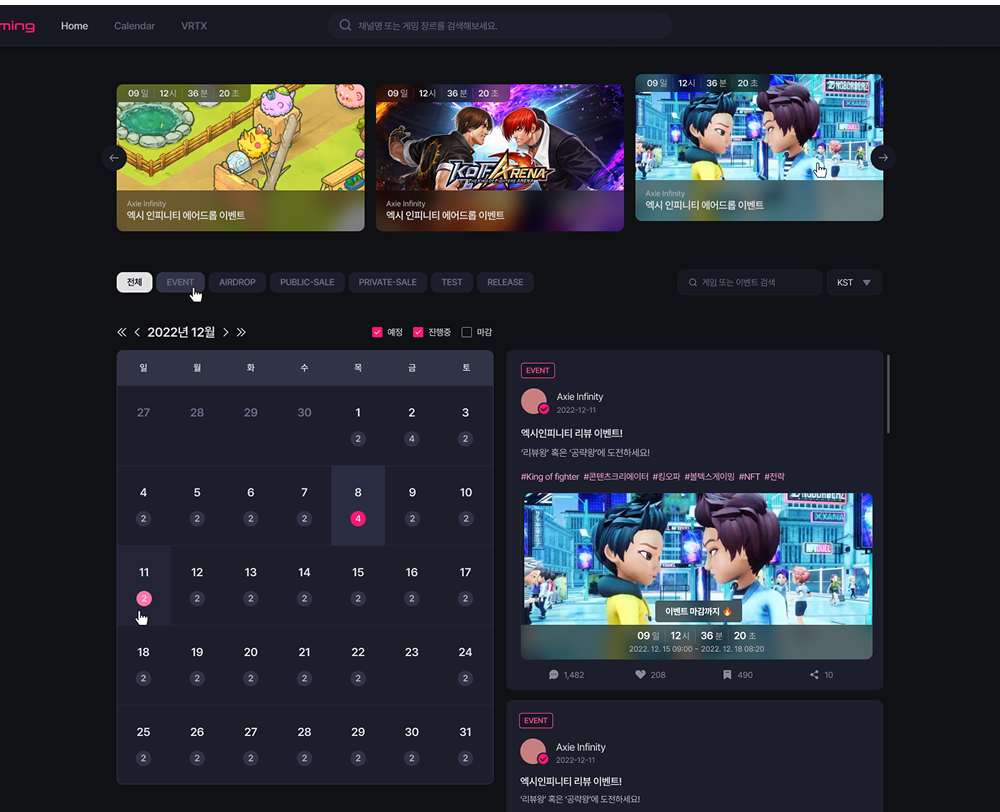 ming Home Calendar VRTX 채널명 또는 게임 장르를 검색해보세요.
09 일 12 시 36 분 20 초
09 일 12 시 36 분 20 초
09 일 12 시 36 분 20 초
KOF ARENA
THE KING OF FIGHTERS ARENA
Axie Infinity
엑시 인피니티 에어드롭 이벤트
Axie Infinity
엑시 인피니티 에어드롭 이벤트
Axie Infinity
엑시 인피니티 에어드롭 이벤트
전체 EVENT AIRDROP PUBLIC-SALE PRIVATE-SALE TEST RELEASE 게임 또는 이벤트 검색 KST
2022년 12월 예정 진행중 마감
일 월 화 수 목 금 토
27 28 29 30 1 2 3
2 4 2
4 5 6 7 8 9 10
2 2 2 2 4 2 2
11 12 13 14 15 16 17
2 2 2 2 2 2 2
18 19 20 21 22 23 24
2 2 2 2 2 2
25 26 27 28 29 30 31
2 2 2 2 2 2 2
EVENT
Axie Infinity
2022-12-11
엑시인피니티 리뷰 이벤트!
‘리뷰왕’ 혹은 ‘공략왕’에 도전하세요!
#King of fighter #콘텐츠크리에이터 #킹오파 #볼텍스게이밍 #NFT #전략
이벤트 마감까지 🔥
09 일 12 시 36 분 20 초
2022. 12. 15 09:00 ~ 2022. 12. 18 08:20
1,482 208 490 10
EVENT
Axie Infinity
2022-12-11
엑시인피니티 리뷰 이벤트!
‘리뷰왕’ 혹은 ‘공략왕’에 도전하세요!